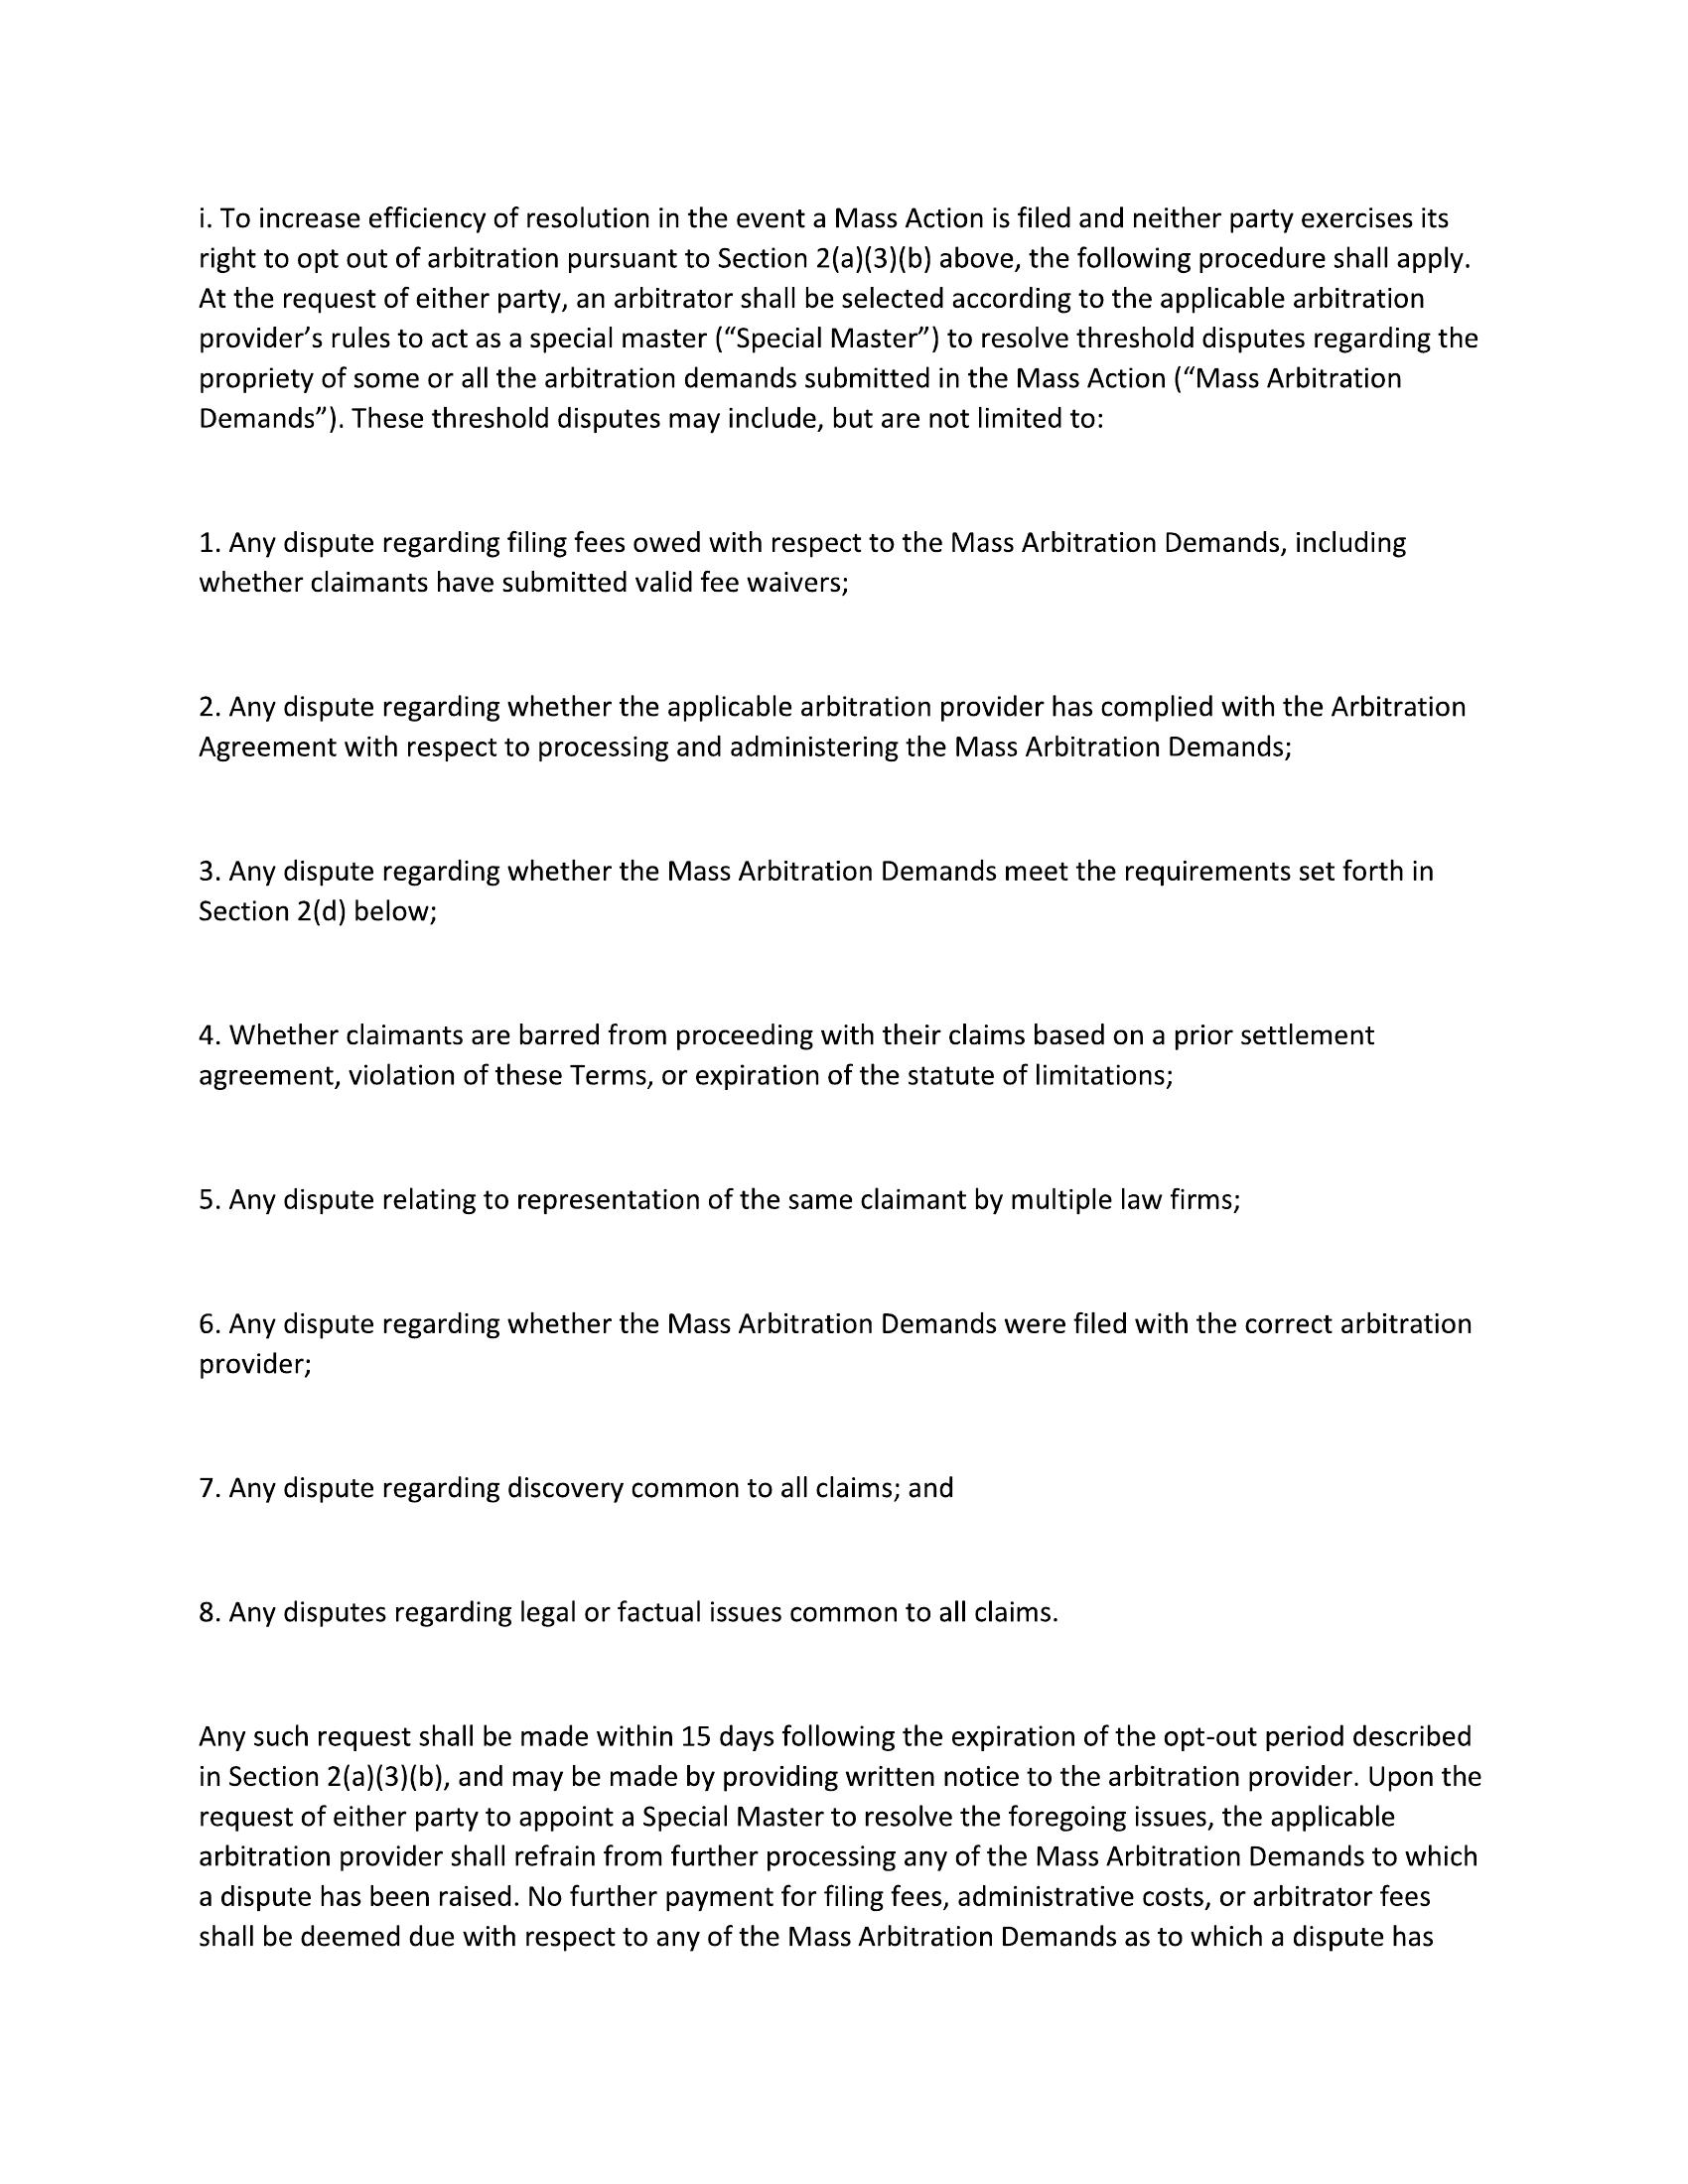 i. To increase efficiency of resolution in the event a Mass Action is filed and neither party exercises its
right to opt out of arbitration pursuant to Section 2(a)(3)(b) above, the following procedure shall apply.
At the request of either party, an arbitrator shall be selected according to the applicable arbitration
provider’s rules to act as a special master (“Special Master”) to resolve threshold disputes regarding the
propriety of some or all the arbitration demands submitted in the Mass Action (“Mass Arbitration
Demands”). These threshold disputes may include, but are not limited to:
1. Any dispute regarding filing fees owed with respect to the Mass Arbitration Demands, including
whether claimants have submitted valid fee waivers;
2. Any dispute regarding whether the applicable arbitration provider has complied with the Arbitration
Agreement with respect to processing and administering the Mass Arbitration Demands;
3. Any dispute regarding whether the Mass Arbitration Demands meet the requirements set forth in
Section 2(d) below;
4. Whether claimants are barred from proceeding with their claims based on a prior settlement
agreement, violation of these Terms, or expiration of the statute of limitations;
5. Any dispute relating to representation of the same claimant by multiple law firms;
6. Any dispute regarding whether the Mass Arbitration Demands were filed with the correct arbitration
provider;
7. Any dispute regarding discovery common to all claims; and
8. Any disputes regarding legal or factual issues common to all claims.
Any such request shall be made within 15 days following the expiration of the opt-out period described
in Section 2(a)(3)(b), and may be made by providing written notice to the arbitration provider. Upon the
request of either party to appoint a Special Master to resolve the foregoing issues, the applicable
arbitration provider shall refrain from further processing any of the Mass Arbitration Demands to which
a dispute has been raised. No further payment for filing fees, administrative costs, or arbitrator fees
shall be deemed due with respect to any of the Mass Arbitration Demands as to which a dispute has